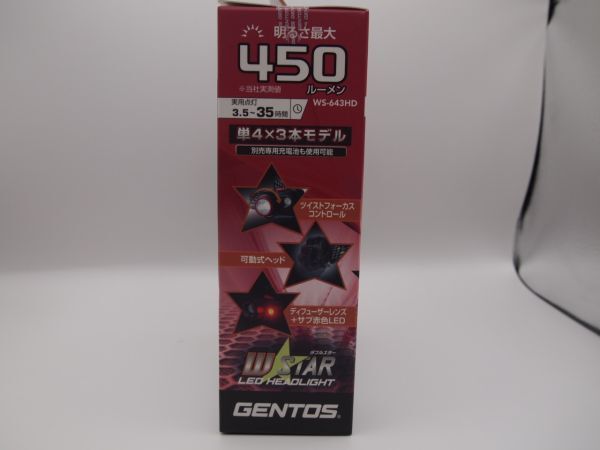 明るさ最大
450
ルーメン
※当社実測値
WS-643HD
実用点灯
3.5~35時間
単4×3本モデル
別売専用充電池も使用可能
ツイストフォーカス
コントロール
可動式ヘッド
ディフューザーレンズ
+サブ赤色LED
ダブルスター
W STAR
LED HEADLIGHT
GENTOS®